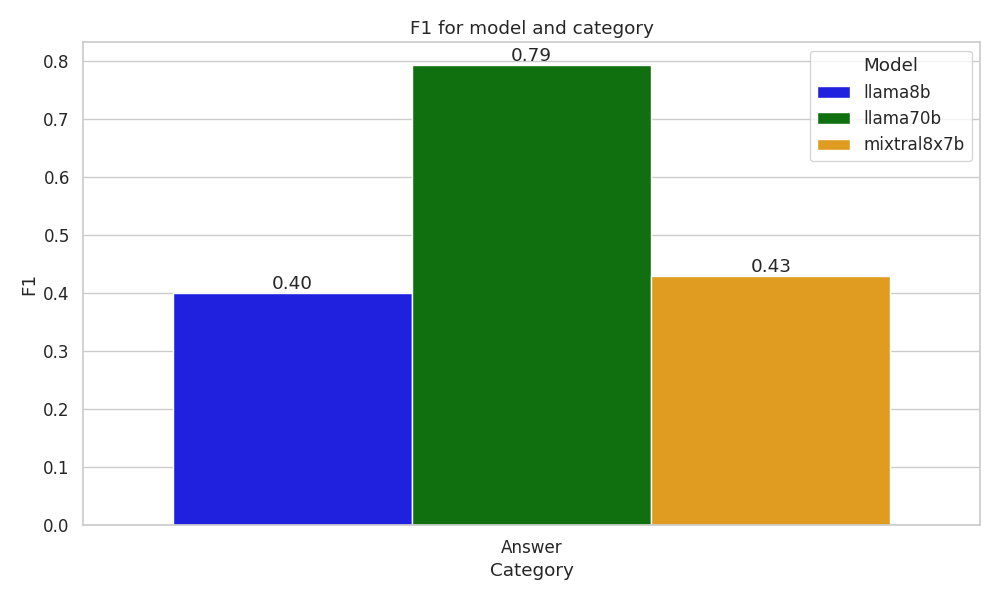 F1 for model and category
0.8
0.7
0.6
0.5
0.4
0.3
0.2
0.1
0.0
F1
0.40
0.79
0.43
Model
llama8b
llama70b
mixtral8x7b
Answer
Category